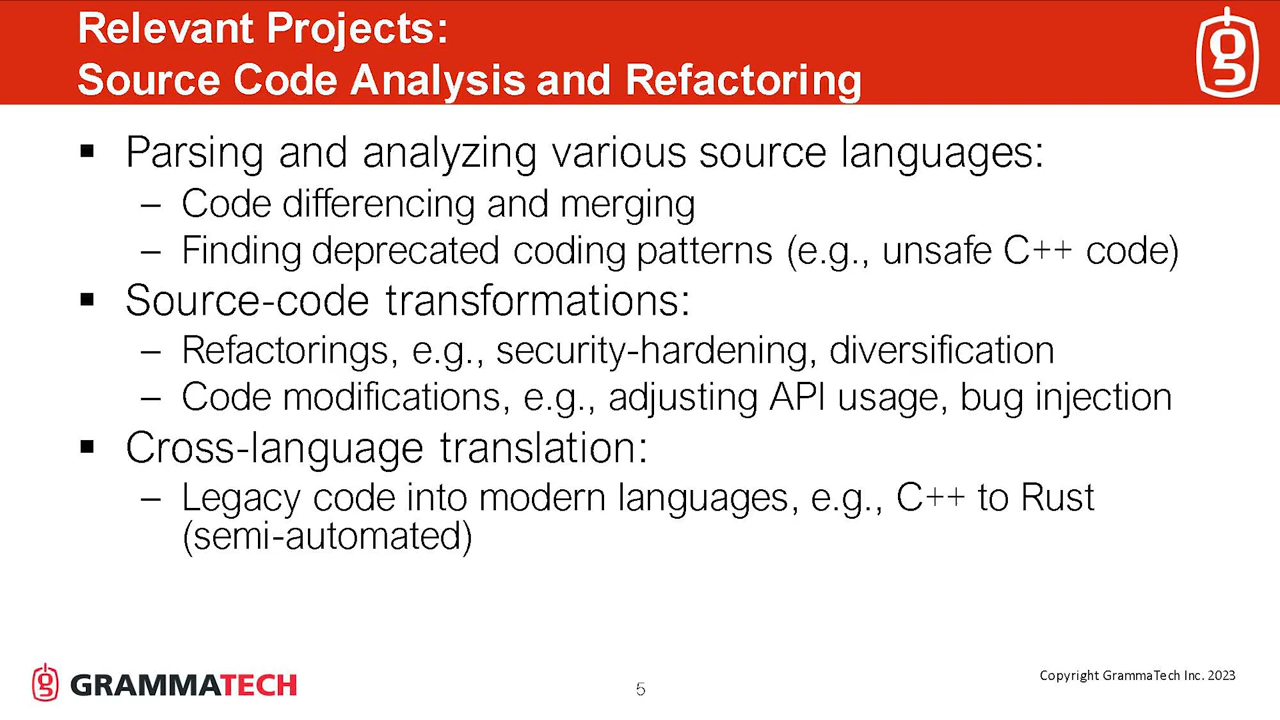 Relevant Projects:
Source Code Analysis and Refactoring
g
▪ Parsing and analyzing various source languages:
– Code differencing and merging
– Finding deprecated coding patterns (e.g., unsafe C++ code)
▪ Source-code transformations:
– Refactorings, e.g., security-hardening, diversification
– Code modifications, e.g., adjusting API usage, bug injection
▪ Cross-language translation:
– Legacy code into modern languages, e.g., C++ to Rust
(semi-automated)
g GRAMMATECH
5
Copyright GrammaTech Inc. 2023